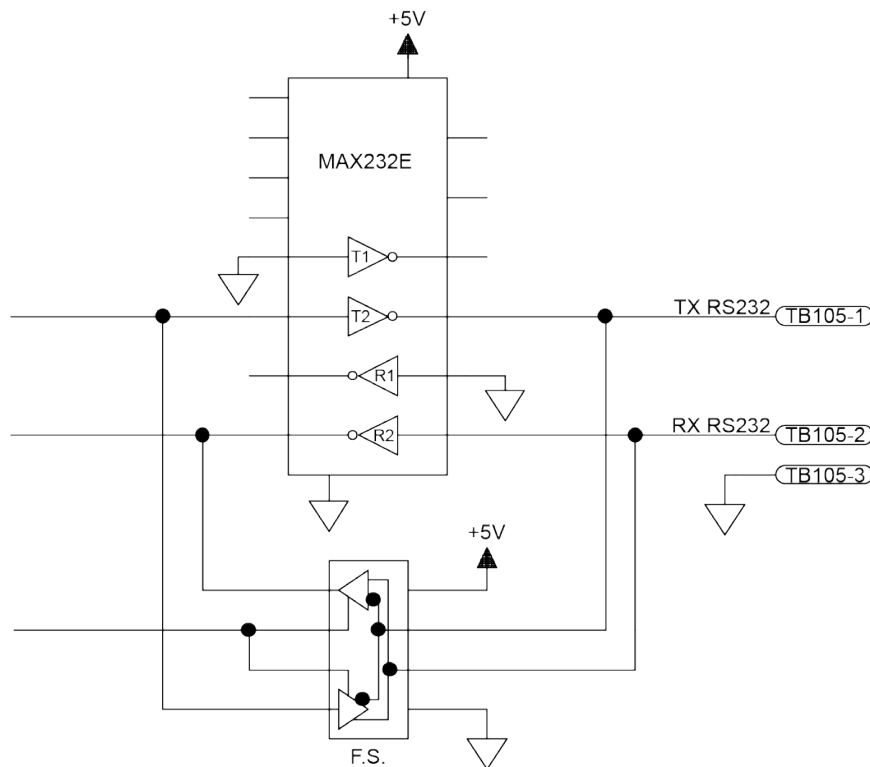 +5V
MAX232E
T1
T2
TX RS232
TB105-1
R1
R2
RX RS232
TB105-2
TB105-3
+5V
F.S.